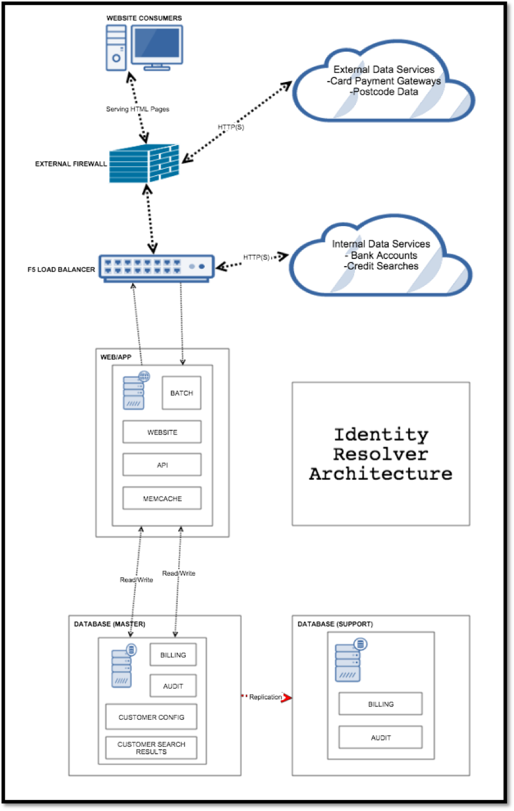 WEBSITE CONSUMERS
External Data Services
-Card Payment Gateways
-Postcode Data
Serving HTML Pages
HTTP(S)
EXTERNAL FIREWALL
Internal Data Services
- Bank Accounts
-Credit Searches
HTTP(S)
F5 LOAD BALANCER
WEB/APP
BATCH
WEBSITE
API
MEMCACHE
Identity
Resolver
Architecture
Read/Write
Read/Write
DATABASE (MASTER)
BILLING
AUDIT
CUSTOMER CONFIG
CUSTOMER SEARCH
RESULTS
Replication
DATABASE (SUPPORT)
BILLING
AUDIT